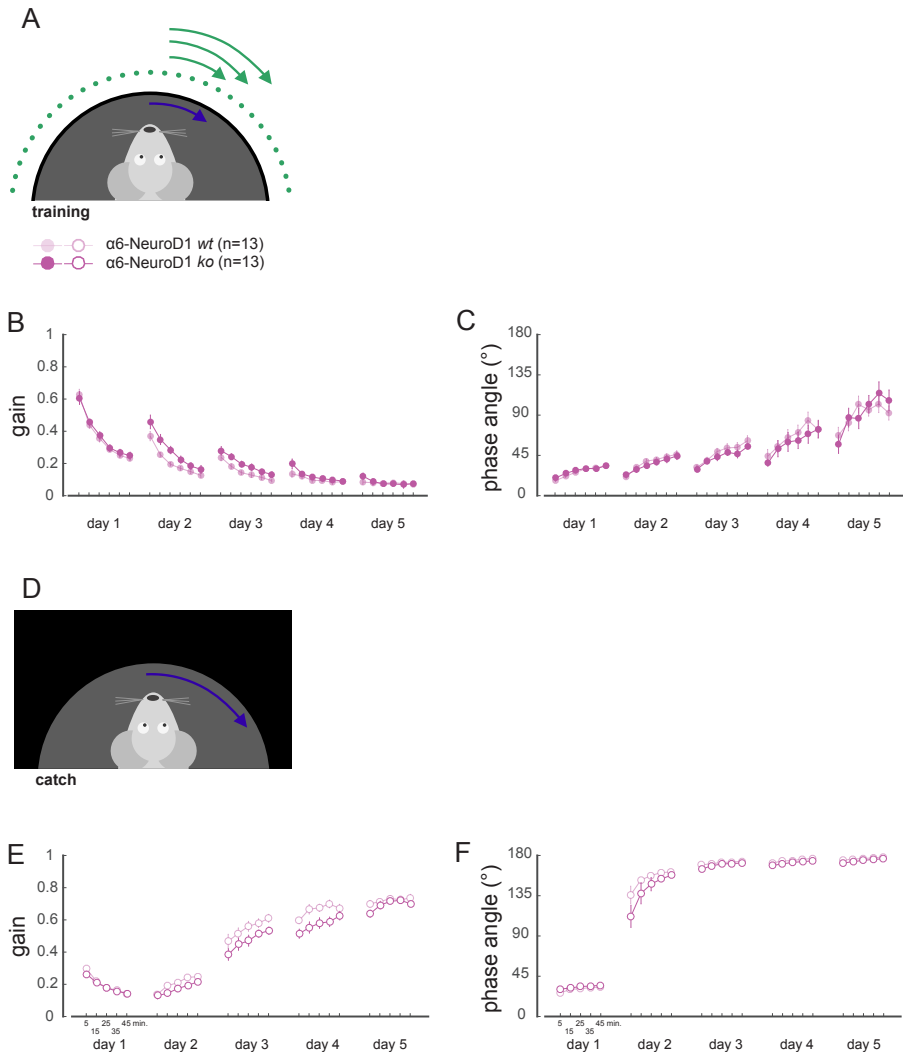 A
training
α6-NeuroD1 wt (n=13)
α6-NeuroD1 ko (n=13)
B
gain
1
0.8
0.6
0.4
0.2
0
day 1 day 2 day 3 day 4 day 5
C
phase angle (°)
180
135
90
45
0
day 1 day 2 day 3 day 4 day 5
D
catch
E
gain
1
0.8
0.6
0.4
0.2
0
5 25 45 min.
15 35
day 1 day 2 day 3 day 4 day 5
F
phase angle (°)
180
135
90
45
0
5 25 45 min.
15 35
day 1 day 2 day 3 day 4 day 5